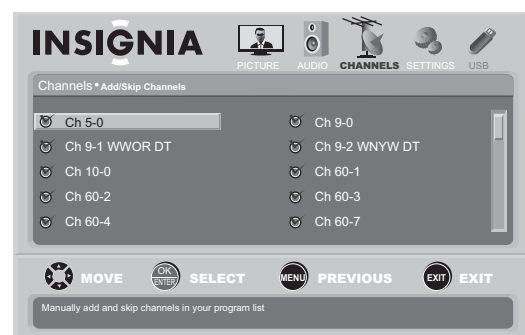 INSIGNIA
PICTURE AUDIO CHANNELS SETTINGS USB
Channels • Add/Skip Channels
Ch 5-0 Ch 9-0
Ch 9-1 WWOR DT Ch 9-2 WNYW DT
Ch 10-0 Ch 60-1
Ch 60-2 Ch 60-3
Ch 60-4 Ch 60-7
MOVE OK ENTER SELECT MENU PREVIOUS EXIT EXIT
Manually add and skip channels in your program list